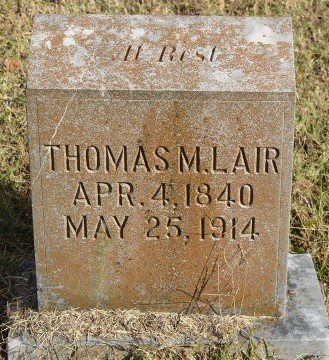 At Rest
THOMAS M. LAIR
APR. 4, 1840
MAY 25, 1914